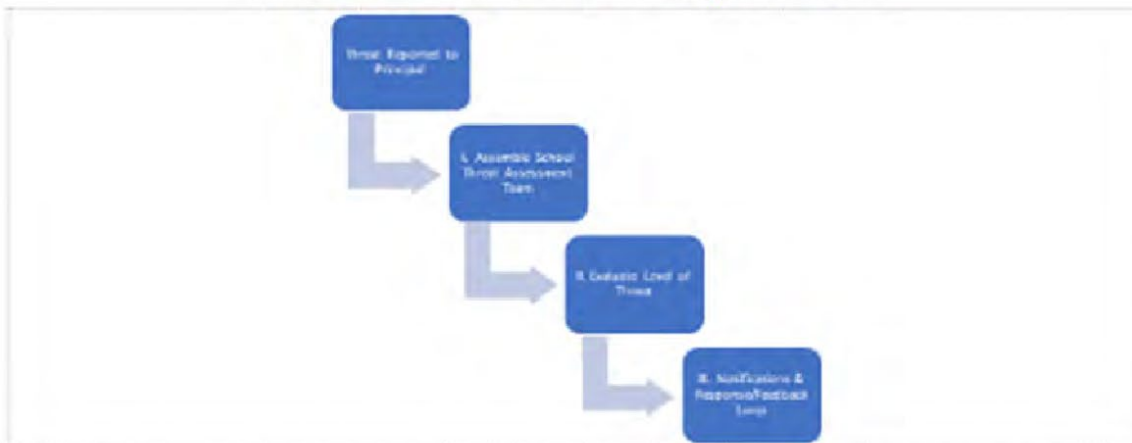 Threat Reported to
Principal
I. Assemble School
Threat Assessment
Team
II. Evaluate Level of
Threat
III. Notifications &
Response/Feedback
Loop